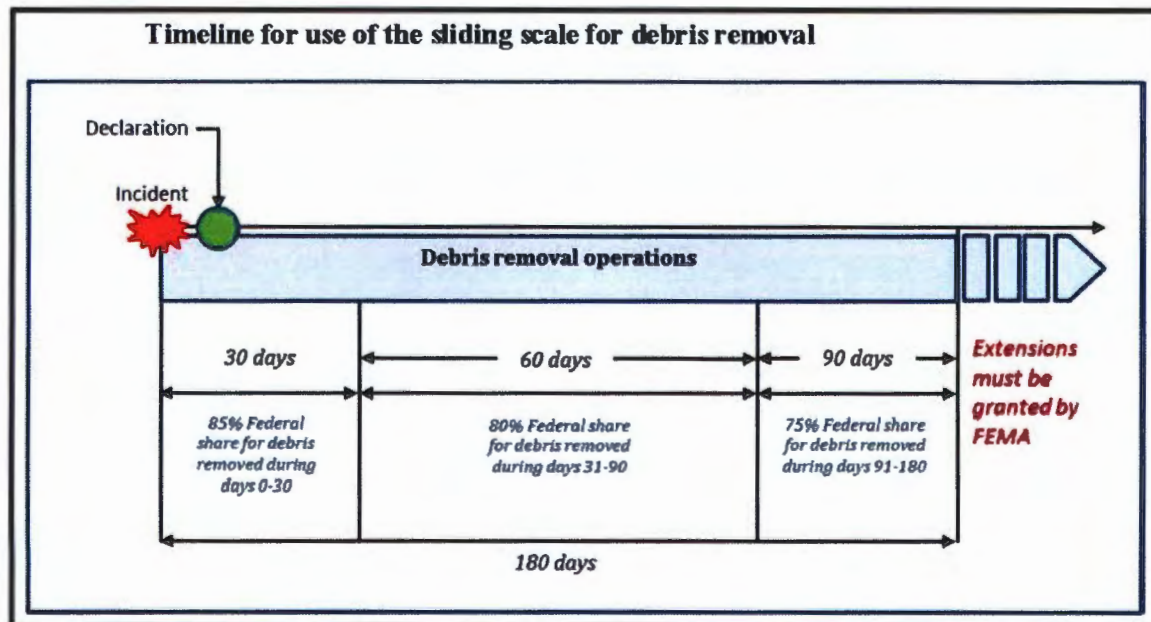 Timeline for use of the sliding scale for debris removal
Declaration
Incident
Debris removal operations
30 days
60 days
90 days
85% Federal
share for debris
removed during
days 0-30
80% Federal share
for debris removed
during days 31-90
75% Federal share
for debris removed
during days 91-180
Extensions
must be
granted by
FEMA
180 days